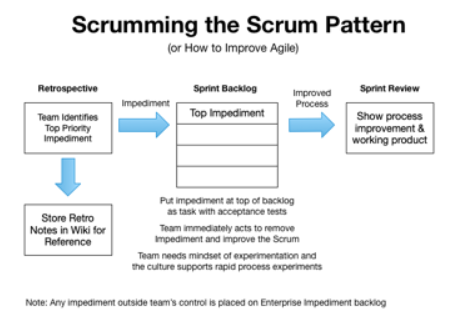 Scrumming the Scrum Pattern
(or How to Improve Agile)
Retrospective
Team Identifies
Top Priority
Impediment
Impediment
Sprint Backlog
Top Impediment
Improved
Process
Sprint Review
Show process
improvement &
working product
Store Retro
Notes in Wiki for
Reference
Put impediment at top of backlog
as task with acceptance tests
Team immediately acts to remove
Impediment and improve the Scrum
Team needs mindset of experimentation and
the culture supports rapid process experiments
Note: Any impediment outside team's control is placed on Enterprise Impediment backlog